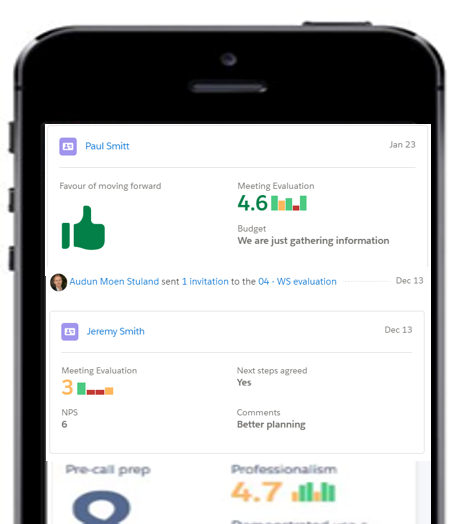 Paul Smitt
Jan 23
Favour of moving forward
Meeting Evaluation
4.6
Budget
We are just gathering information
Audun Moen Stuland sent 1 invitation to the 04 - WS evaluation
Dec 13
Jeremy Smith
Dec 13
Meeting Evaluation
3
Next steps agreed
Yes
NPS
6
Comments
Better planning
Pre-call prep
8
Professionalism
4.7